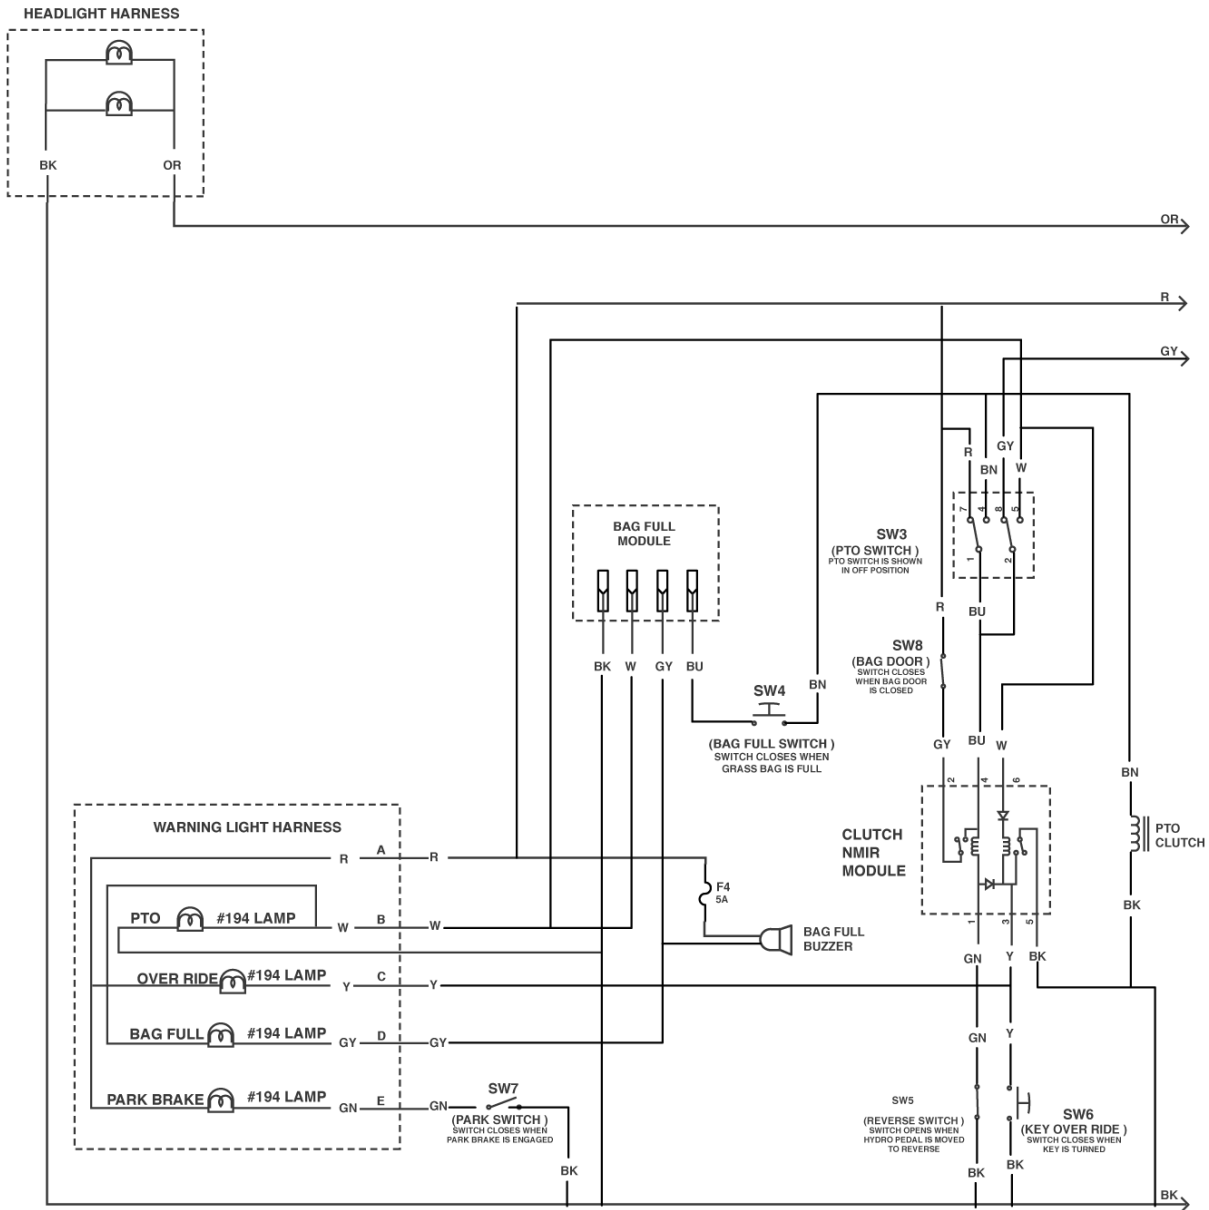 HEADLIGHT HARNESS
BK
OR
OR
R
GY
R
BN
GY
W
7
4
8
5
BAG FULL
MODULE
SW3
(PTO SWITCH )
PTO SWITCH IS SHOWN
IN OFF POSITION
1
2
R
BU
BK
W
GY
BU
SW8
(BAG DOOR )
SWITCH CLOSES
WHEN BAG DOOR
IS CLOSED
SW4
BN
(BAG FULL SWITCH )
SWITCH CLOSES WHEN
GRASS BAG IS FULL
GY
BU
W
2
4
6
BN
WARNING LIGHT HARNESS
CLUTCH
NMIR
MODULE
PTO
CLUTCH
R
A
R
F4
5A
BK
PTO
#194 LAMP
W
B
W
BAG FULL
BUZZER
1
3
5
GN
Y
BK
OVER RIDE
#194 LAMP
Y
C
Y
BAG FULL
#194 LAMP
GY
D
GY
GN
Y
PARK BRAKE
#194 LAMP
GN
E
GN
SW7
(PARK SWITCH )
SWITCH CLOSES WHEN
PARK BRAKE IS ENGAGED
SW5
(REVERSE SWITCH )
SWITCH OPENS WHEN
HYDRO PEDAL IS MOVED
TO REVERSE
SW6
(KEY OVER RIDE )
SWITCH CLOSES WHEN
KEY IS TURNED
BK
BK
BK
BK